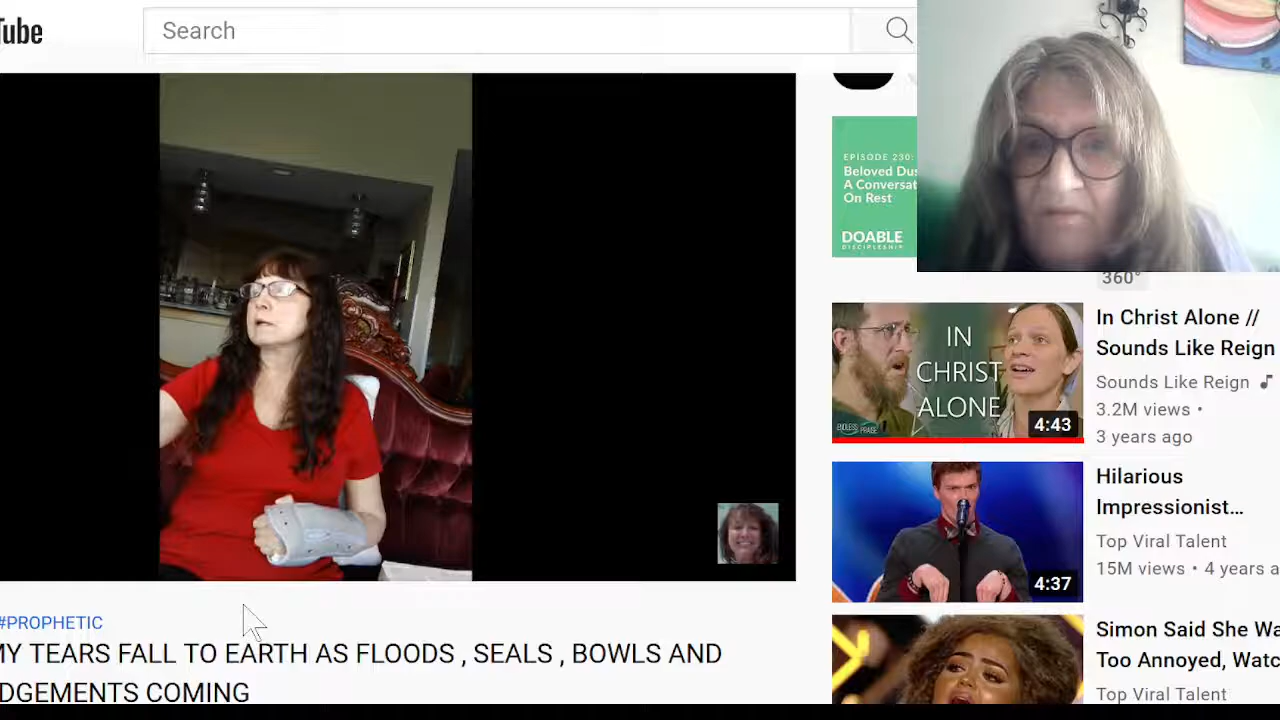 Tube
Search
EPISODE 230:
Beloved Dus
A Conversat
On Rest
DOABLE
DISCIPLESHIP
360°
IN
CHRIST
ALONE
ENDLESS PRAISE
4:43
In Christ Alone //
Sounds Like Reign
Sounds Like Reign
3.2M views •
3 years ago
4:37
Hilarious
Impressionist...
Top Viral Talent
15M views • 4 years a
Simon Said She Wa
Too Annoyed, Watc
Top Viral Talent
#PROPHETIC
MY TEARS FALL TO EARTH AS FLOODS , SEALS , BOWLS AND
DGEMENTS COMING